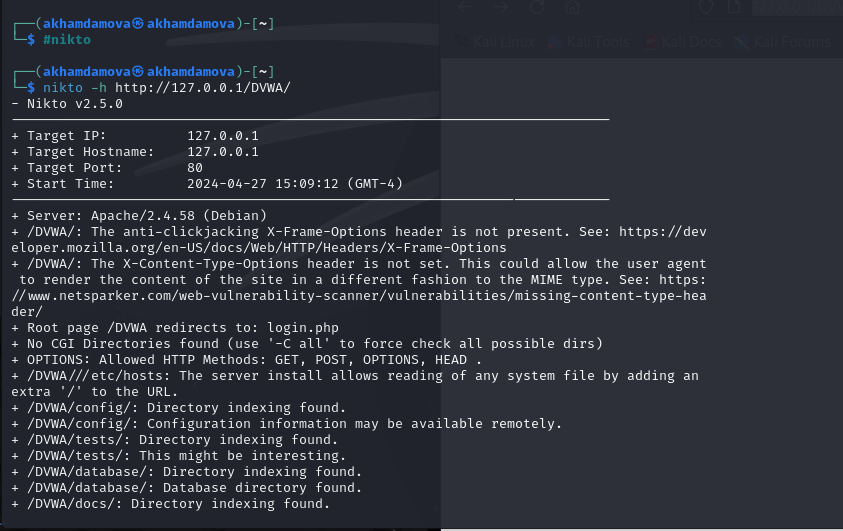 ┌──(akhamdamova㉿akhamdamova)-[~]
└─$ #nikto
Kali Linux Kali Tools Kali Docs Kali Forums
┌──(akhamdamova㉿akhamdamova)-[~]
└─$ nikto -h http://127.0.0.1/DVWA/
- Nikto v2.5.0
+ Target IP: 127.0.0.1
+ Target Hostname: 127.0.0.1
+ Target Port: 80
+ Start Time: 2024-04-27 15:09:12 (GMT-4)
+ Server: Apache/2.4.58 (Debian)
+ /DVWA/: The anti-clickjacking X-Frame-Options header is not present. See: https://dev
eloper.mozilla.org/en-US/docs/Web/HTTP/Headers/X-Frame-Options
+ /DVWA/: The X-Content-Type-Options header is not set. This could allow the user agent
to render the content of the site in a different fashion to the MIME type. See: https:
//www.netsparker.com/web-vulnerability-scanner/vulnerabilities/missing-content-type-hea
der/
+ Root page /DVWA redirects to: login.php
+ No CGI Directories found (use '-C all' to force check all possible dirs)
+ OPTIONS: Allowed HTTP Methods: GET, POST, OPTIONS, HEAD .
+ /DVWA///etc/hosts: The server install allows reading of any system file by adding an
extra '/' to the URL.
+ /DVWA/config/: Directory indexing found.
+ /DVWA/config/: Configuration information may be available remotely.
+ /DVWA/tests/: Directory indexing found.
+ /DVWA/tests/: This might be interesting.
+ /DVWA/database/: Directory indexing found.
+ /DVWA/database/: Database directory found.
+ /DVWA/docs/: Directory indexing found.